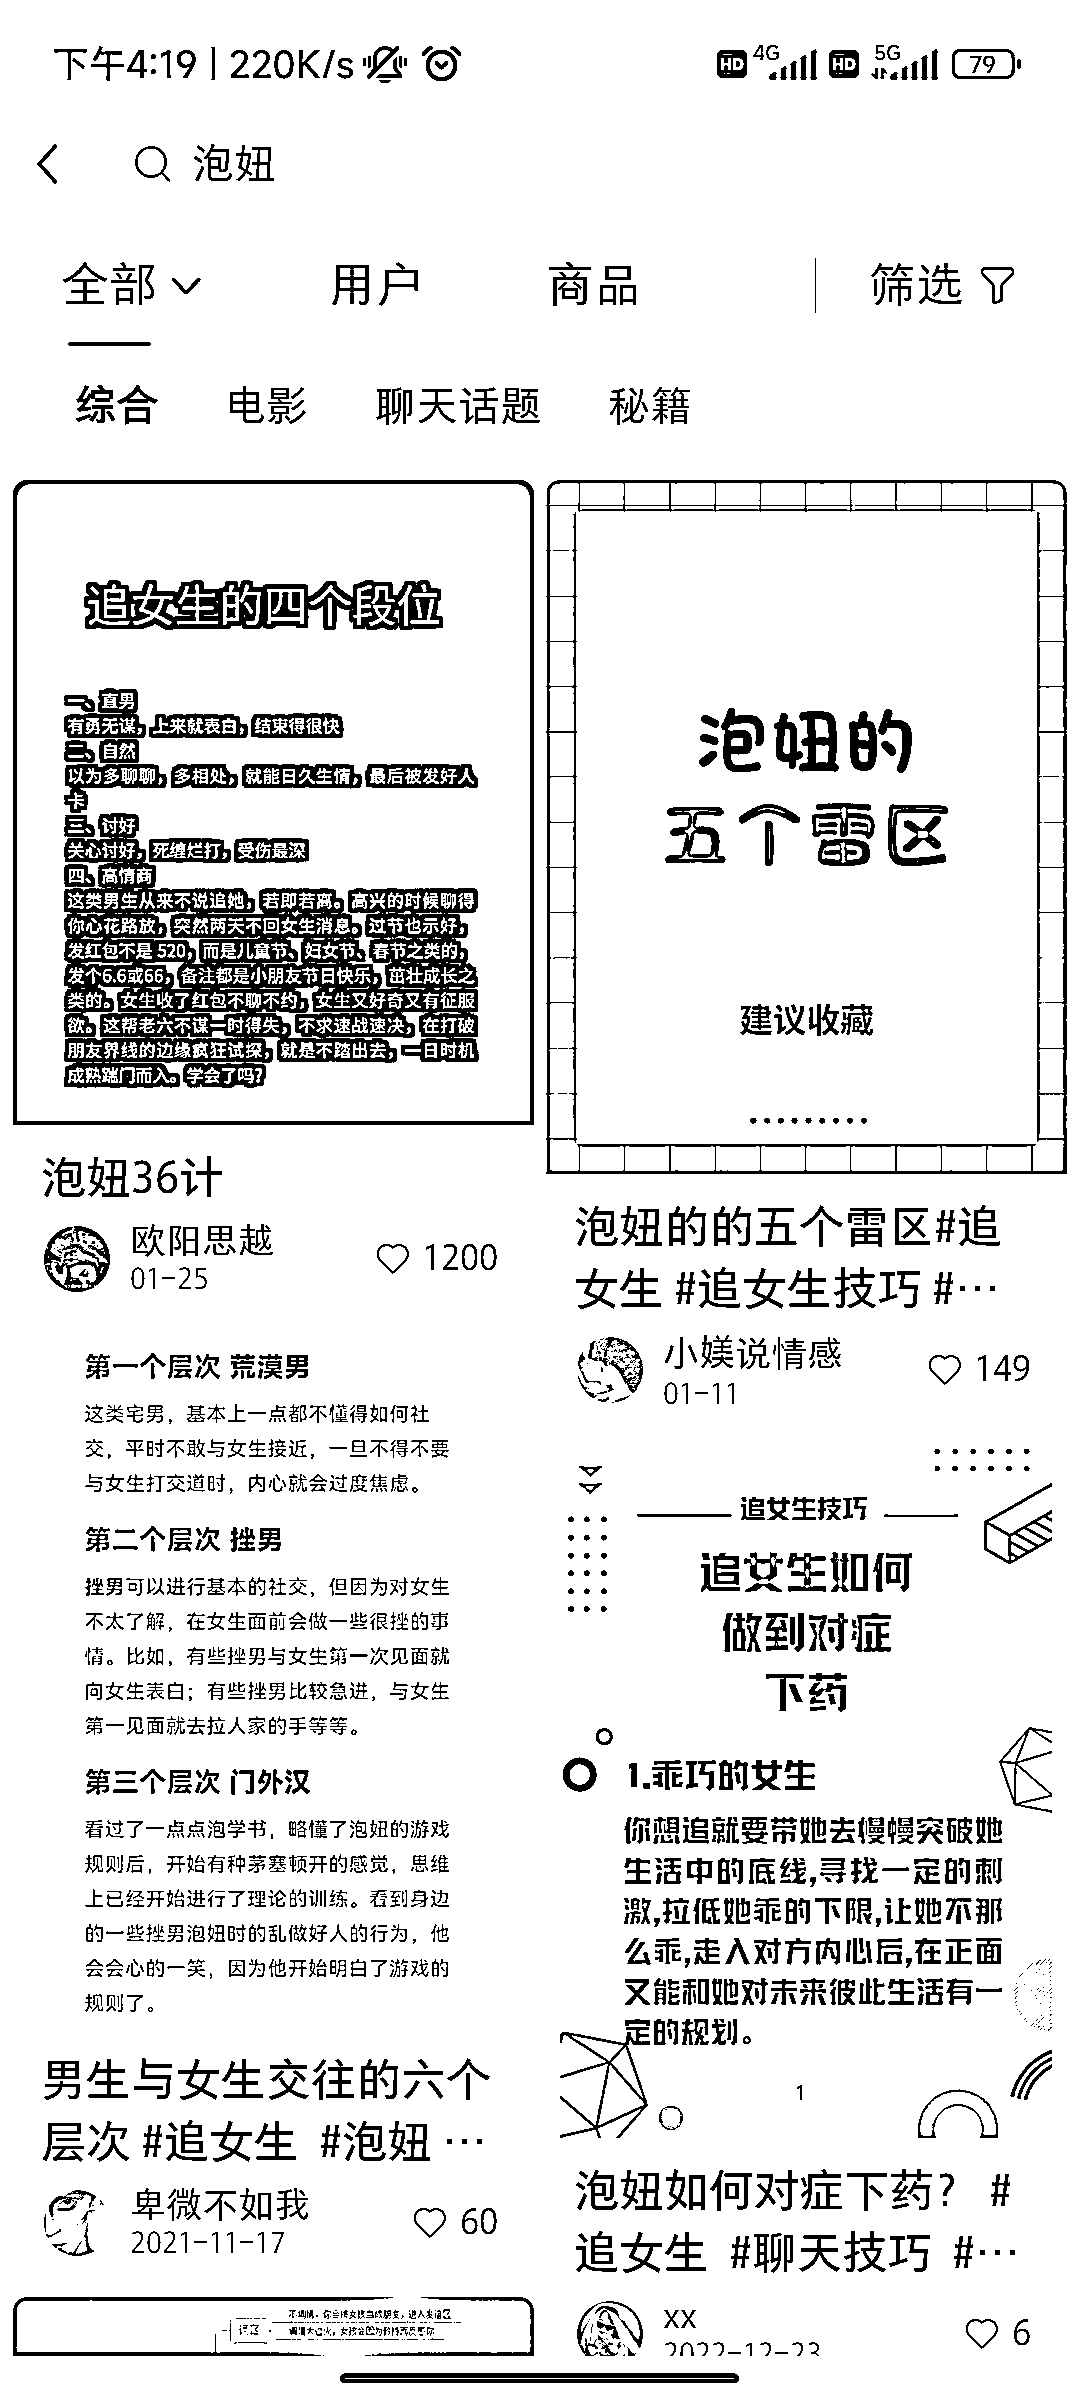 下午4:19 | 220K/s
HD 4G HD 5G 79
泡妞
全部 用户 商品 筛选
综合 电影 聊天话题 秘籍
追女生的四个段位
一、直男
有勇无谋，上来就表白，结束得很快
二、自然
以为多聊聊，多相处，就能日久生情，最后被发好人
卡
三、讨好
关心讨好，死缠烂打，受伤最深
四、高情商
这类男生从来不说追她，若即若离。高兴的时候聊得
你心花路放，突然两天不回女生消息。过节也示好，
发红包不是 520，而是儿童节、妇女节、春节之类的，
发个6.6或66，备注都是小朋友节日快乐，茁壮成长之
类的。女生收了红包不聊不约，女生又好奇又有征服
欲。这帮老六不谋一时得失，不求速战速决，在打破
朋友界线的边缘疯狂试探，就是不踏出去，一日时机
成熟踹门而入。学会了吗?
泡妞36计
欧阳思越
01-25
1200
泡妞的
五个雷区
建议收藏
泡妞的的五个雷区#追
女生 #追女生技巧 #…
小媄说情感
01-11
149
第一个层次 荒漠男
这类宅男，基本上一点都不懂得如何社
交，平时不敢与女生接近，一旦不得不要
与女生打交道时，内心就会过度焦虑。
第二个层次 挫男
挫男可以进行基本的社交，但因为对女生
不太了解，在女生面前会做一些很挫的事
情。比如，有些挫男与女生第一次见面就
向女生表白；有些挫男比较急进，与女生
第一见面就去拉人家的手等等。
第三个层次 门外汉
看过了一点点泡学书，略懂了泡妞的游戏
规则后，开始有种茅塞顿开的感觉，思维
上已经开始进行了理论的训练。看到身边
的一些挫男泡妞时的乱做好人的行为，他
会会心的一笑，因为他开始明白了游戏的
规则了。
男生与女生交往的六个
层次 #追女生 #泡妞 …
卑微不如我
2021-11-17
60
追女生技巧
追女生如何
做到对症
下药
1.乖巧的女生
你想追就要带她去慢慢突破她
生活中的底线,寻找一定的刺
激,拉低她乖的下限,让她不那
么乖,走入对方内心后,在正面
又能和她对未来彼此生活有一
定的规划。
1
泡妞如何对症下药？ #
追女生 #聊天技巧 #…
xx
2022-12-23
6